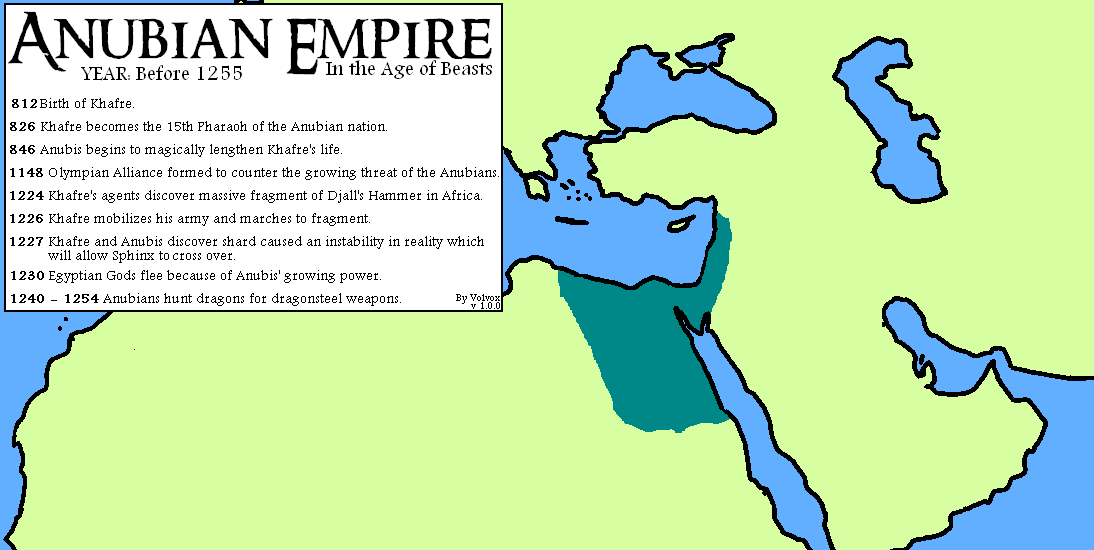 ANUBIAN EMPIRE
YEAR: Before 1255
In the Age of Beasts
812 Birth of Khafre.
826 Khafre becomes the 15th Pharaoh of the Anubian nation.
846 Anubis begins to magically lengthen Khafre's life.
1148 Olympian Alliance formed to counter the growing threat of the Anubians.
1224 Khafre's agents discover massive fragment of Djall's Hammer in Africa.
1226 Khafre mobilizes his army and marches to fragment.
1227 Khafre and Anubis discover shard caused an instability in reality which
will allow Sphinx to cross over.
1230 Egyptian Gods flee because of Anubis' growing power.
1240 - 1254 Anubians hunt dragons for dragonsteel weapons.
By Volvox
v 1.0.0